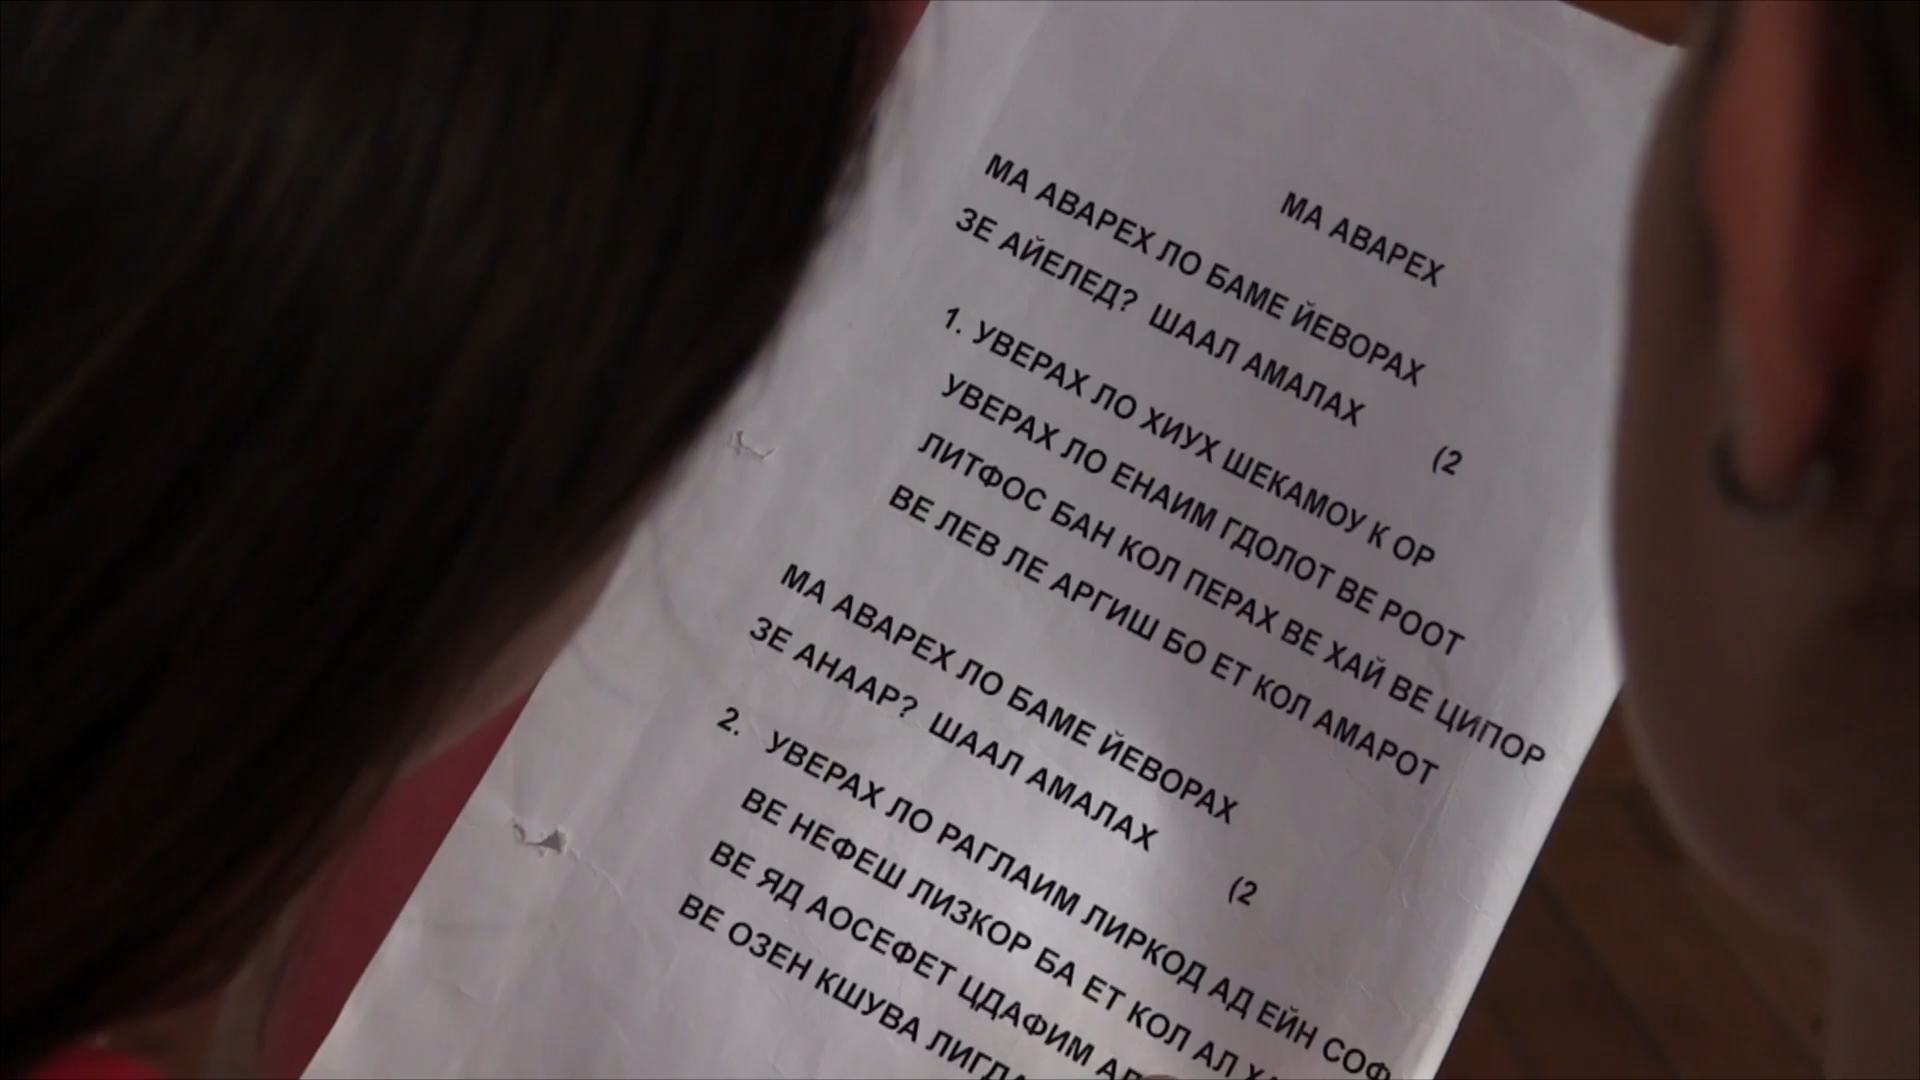 МА АВАРЕХ
МА АВАРЕХ ЛО БАМЕ ЙЕВОРАХ
ЗЕ АЙЕЛЕД? ШААЛ АМАЛАХ (2
1. УВЕРАХ ЛО ХИУХ ШЕКАМОУ К ОР
УВЕРАХ ЛО ЕНАИМ ГДОЛОТ ВЕ РООТ
ЛИТФОС БАН КОЛ ПЕРАХ ВЕ ХАЙ ВЕ ЦИПОР
ВЕ ЛЕВ ЛЕ АРГИШ БО ЕТ КОЛ АМАРОТ
МА АВАРЕХ ЛО БАМЕ ЙЕВОРАХ
ЗЕ АНААР? ШААЛ АМАЛАХ (2
2. УВЕРАХ ЛО РАГЛАИМ ЛИРКОД АД ЕЙН СОФ
ВЕ НЕФЕШ ЛИЗКОР БА ЕТ КОЛ АЛ
ВЕ ЯД АОСЕФЕТ ЦДАФИМ
ВЕ ОЗЕН КШУВА